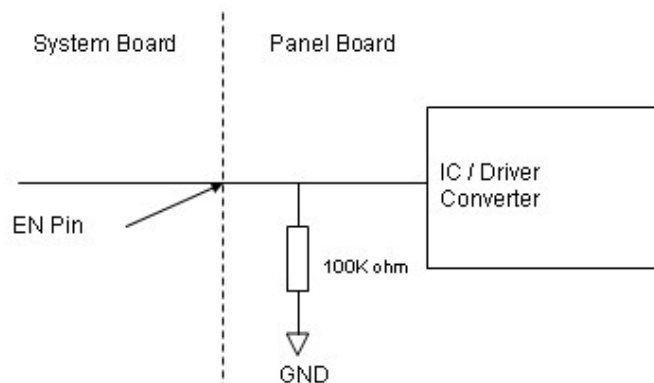 System Board
Panel Board
IC / Driver
Converter
EN Pin
100K ohm
GND